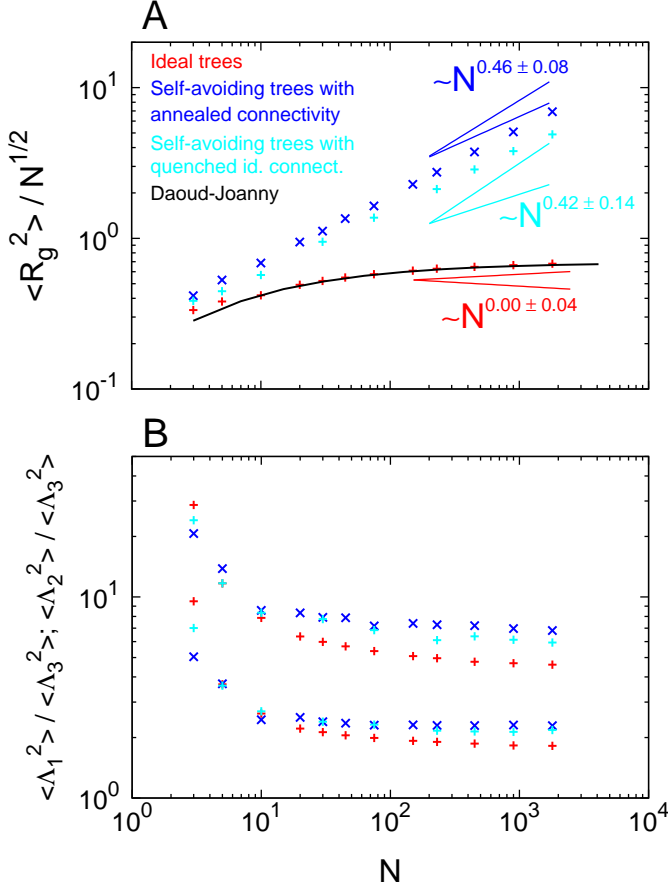 A
<R_g^2> / N^{1/2}
10^1
10^0
10^{-1}
Ideal trees
Self-avoiding trees with
annealed connectivity
Self-avoiding trees with
quenched id. connect.
Daoud-Joanny
~N^{0.46 ± 0.08}
~N^{0.42 ± 0.14}
~N^{0.00 ± 0.04}
B
<Λ_1^2> / <Λ_3^2>; <Λ_2^2> / <Λ_3^2>
10^1
10^0
10^0 10^1 10^2 10^3 10^4
N